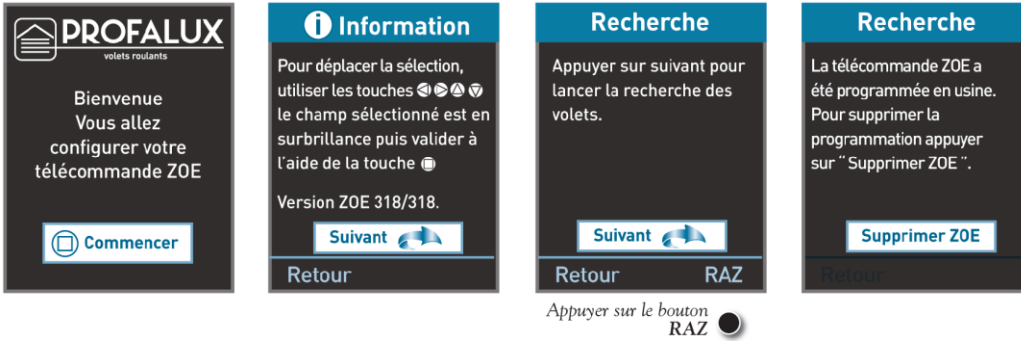 PROFALUX
volets roulants
Bienvenue
Vous allez
configurer votre
télécommande ZOE
Commencer
Information
Pour déplacer la sélection,
utiliser les touches
le champ sélectionné est en
surbrillance puis valider à
l'aide de la touche
Version ZOE 318/318.
Suivant
Retour
Recherche
Appuyer sur suivant pour
lancer la recherche des
volets.
Suivant
Retour RAZ
Appuyer sur le bouton
RAZ
Recherche
La télécommande ZOE a
été programmée en usine.
Pour supprimer la
programmation appuyer
sur ¨ Supprimer ZOE ¨.
Supprimer ZOE
Retour